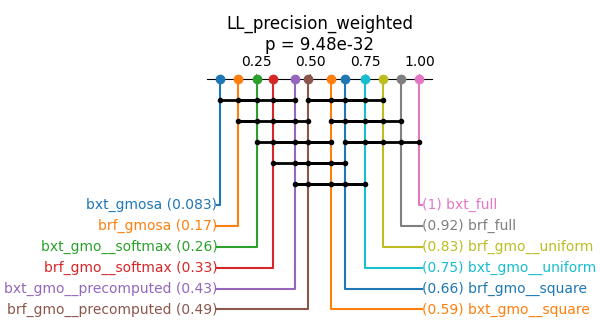 LL_precision_weighted
p = 9.48e-32
0.25 0.50 0.75 1.00
bxt_gmosa (0.083) (1) bxt_full
brf_gmosa (0.17) (0.92) brf_full
bxt_gmo__softmax (0.26) (0.83) brf_gmo__uniform
brf_gmo__softmax (0.33) (0.75) bxt_gmo__uniform
bxt_gmo__precomputed (0.43) (0.66) brf_gmo__square
brf_gmo__precomputed (0.49) (0.59) bxt_gmo__square